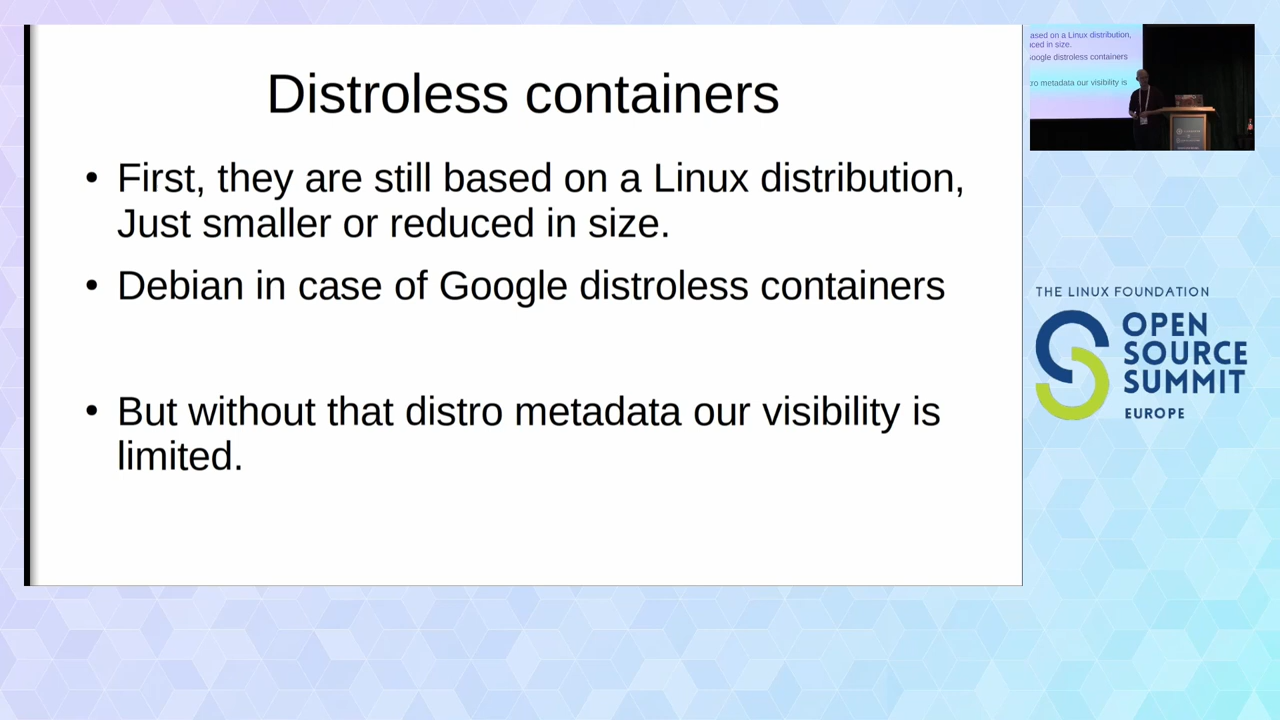 Distroless containers
• First, they are still based on a Linux distribution,
Just smaller or reduced in size.
• Debian in case of Google distroless containers
• But without that distro metadata our visibility is
limited.
ased on a Linux distribution,
uced in size.
Google distroless containers
ro metadata our visibility is
THE LINUX FOUNDATION
OPEN
SOURCE
SUMMIT
EUROPE